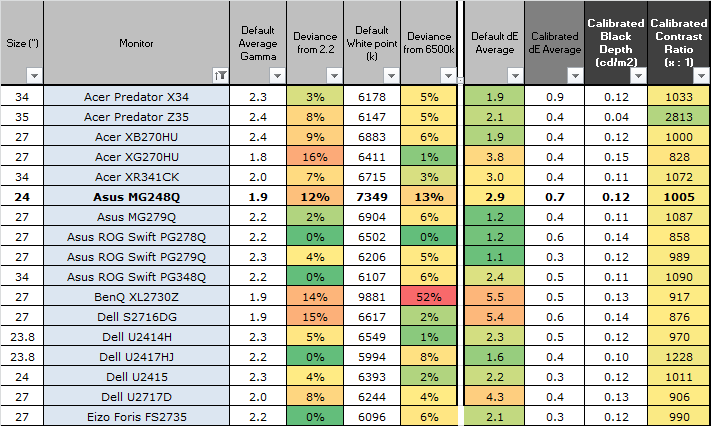 Size (") Monitor Default Average Gamma Deviance from 2.2 Default White point (k) Deviance from 6500k Default dE Average Calibrated dE Average Calibrated Black Depth (cd/m2) Calibrated Contrast Ratio (x : 1)
34 Acer Predator X34 2.3 3% 6178 5% 1.9 0.9 0.12 1033
35 Acer Predator Z35 2.4 8% 6147 5% 2.1 0.4 0.04 2813
27 Acer XB270HU 2.4 9% 6883 6% 1.9 0.4 0.12 1000
27 Acer XG270HU 1.8 16% 6411 1% 3.8 0.4 0.15 828
34 Acer XR341CK 2.0 7% 6715 3% 3.0 0.4 0.11 1072
24 Asus MG248Q 1.9 12% 7349 13% 2.9 0.7 0.12 1005
27 Asus MG279Q 2.2 2% 6904 6% 1.2 0.4 0.11 1087
27 Asus ROG Swift PG278Q 2.2 0% 6502 0% 1.2 0.6 0.14 858
27 Asus ROG Swift PG279Q 2.3 4% 6206 5% 1.1 0.3 0.12 989
34 Asus ROG Swift PG348Q 2.2 0% 6107 6% 2.4 0.5 0.11 1090
27 BenQ XL2730Z 1.9 14% 9881 52% 5.5 0.5 0.13 917
27 Dell S2716DG 1.9 15% 6617 2% 5.4 0.6 0.14 876
23.8 Dell U2414H 2.3 5% 6549 1% 2.3 0.5 0.12 970
23.8 Dell U2417HJ 2.2 0% 5994 8% 1.6 0.4 0.10 1228
24 Dell U2415 2.3 4% 6393 2% 2.2 0.3 0.12 1011
27 Dell U2717D 2.0 8% 6244 4% 4.3 0.4 0.13 906
27 Eizo Foris FS2735 2.2 0% 6096 6% 2.1 0.3 0.12 990